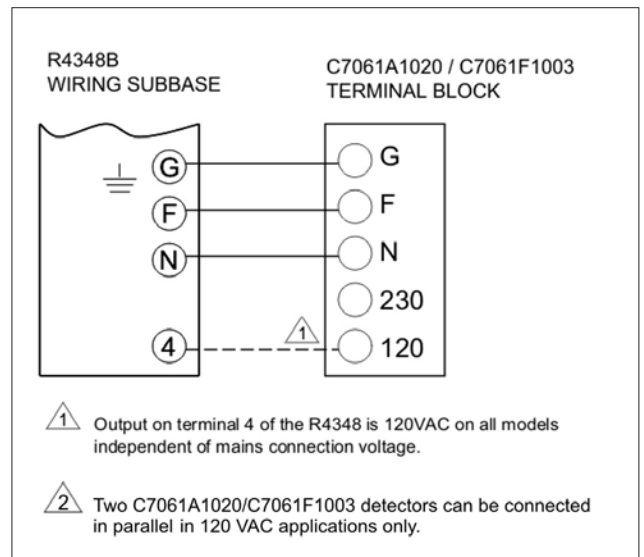 R4348B
WIRING SUBBASE
C7061A1020 / C7061F1003
TERMINAL BLOCK
G G
F F
N N
230
4 1 120
1 Output on terminal 4 of the R4348 is 120VAC on all models
independent of mains connection voltage.
2 Two C7061A1020/C7061F1003 detectors can be connected
in parallel in 120 VAC applications only.